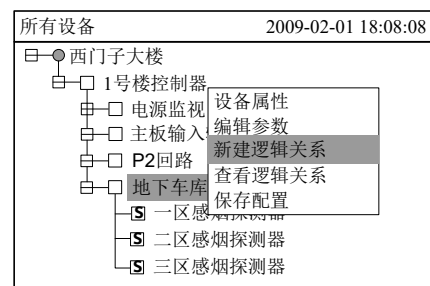 所有设备 2009-02-01 18:08:08
西门子大楼
1号楼控制器
电源监视
主板输入
P2回路
地下车库
S 一区感烟探测器
S 二区感烟探测器
S 三区感烟探测器
设备属性
编辑参数
新建逻辑关系
查看逻辑关系
保存配置